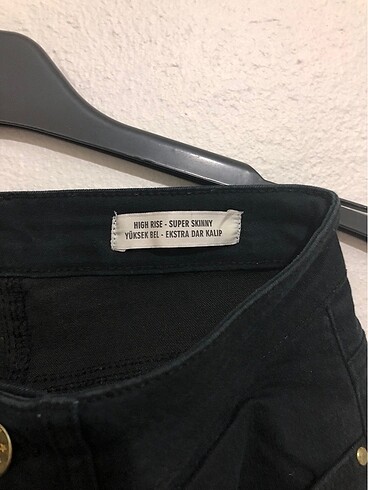 HIGH RISE - SUPER SKINNY
YÜKSEK BEL - EKSTRA DAR KALIP